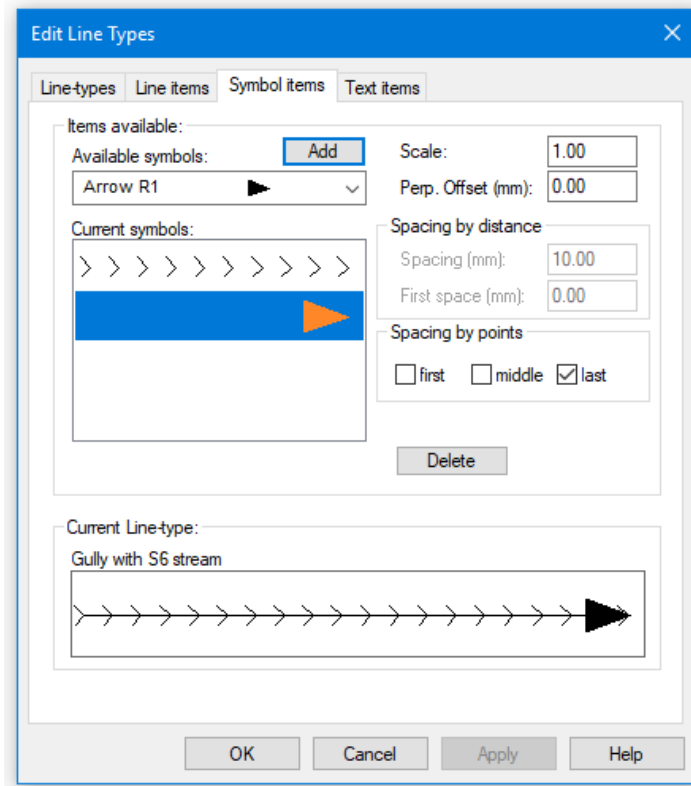 Edit Line Types
Line-types Line items Symbol items Text items
Items available:
Available symbols: Add
Arrow R1
Current symbols:
Scale: 1.00
Perp. Offset (mm): 0.00
Spacing by distance
Spacing (mm): 10.00
First space (mm): 0.00
Spacing by points
first middle last
Delete
Current Line-type:
Gully with S6 stream
OK Cancel Apply Help